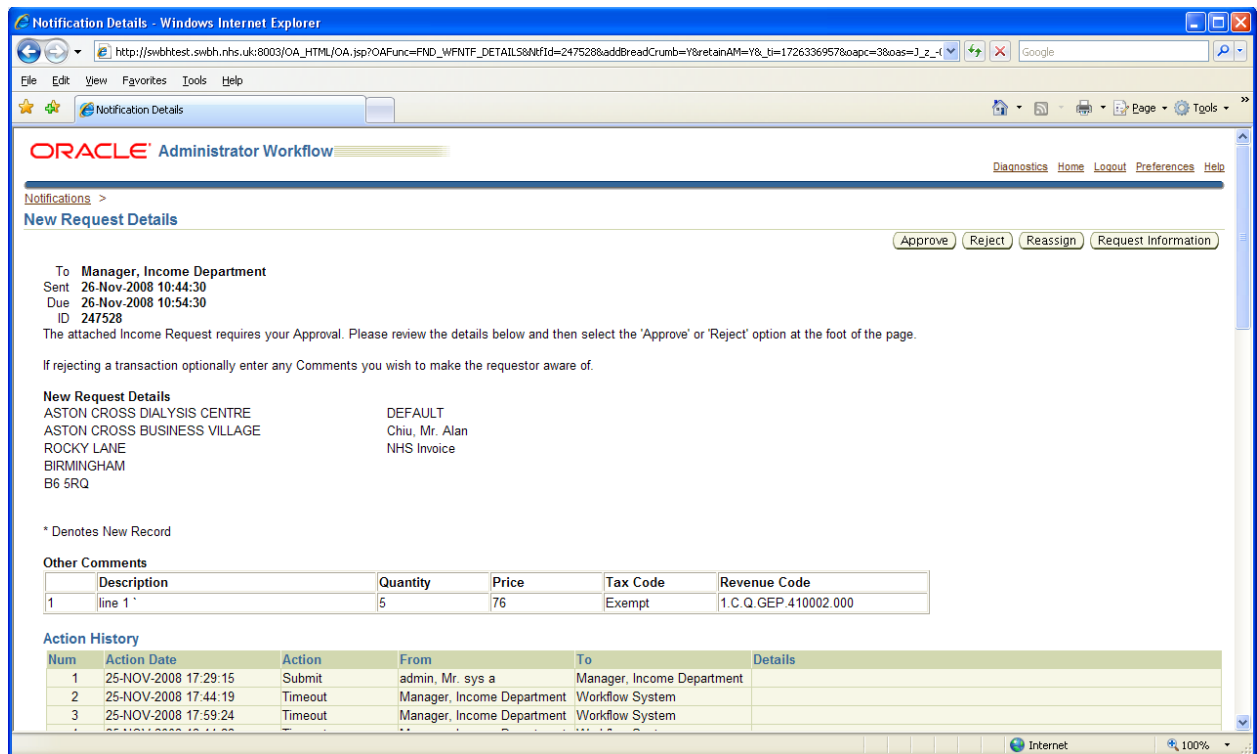 Notification Details - Windows Internet Explorer
http://swbhtest.swbh.nhs.uk:8003/OA_HTML/OA.jsp?OAFunc=FND_WFNTF_DETAILS&NtfId=247528&addBreadCrumb=Y&retainAM=Y&_ti=1726336957&oapc=3&oas=J_z_-( Google
File Edit View Favorites Tools Help
Notification Details Page Tools
ORACLE Administrator Workflow
Diagnostics Home Logout Preferences Help
Notifications >
New Request Details
Approve Reject Reassign Request Information
To Manager, Income Department
Sent 26-Nov-2008 10:44:30
Due 26-Nov-2008 10:54:30
ID 247528
The attached Income Request requires your Approval. Please review the details below and then select the 'Approve' or 'Reject' option at the foot of the page.
If rejecting a transaction optionally enter any Comments you wish to make the requestor aware of.
New Request Details
ASTON CROSS DIALYSIS CENTRE DEFAULT
ASTON CROSS BUSINESS VILLAGE Chiu, Mr. Alan
ROCKY LANE NHS Invoice
BIRMINGHAM
B6 5RQ
* Denotes New Record
Other Comments
Description Quantity Price Tax Code Revenue Code
1 line 1 ` 5 76 Exempt 1.C.Q.GEP.410002.000
Action History
Num Action Date Action From To Details
1 25-NOV-2008 17:29:15 Submit admin, Mr. sys a Manager, Income Department
2 25-NOV-2008 17:44:19 Timeout Manager, Income Department Workflow System
3 25-NOV-2008 17:59:24 Timeout Manager, Income Department Workflow System
Internet 100%